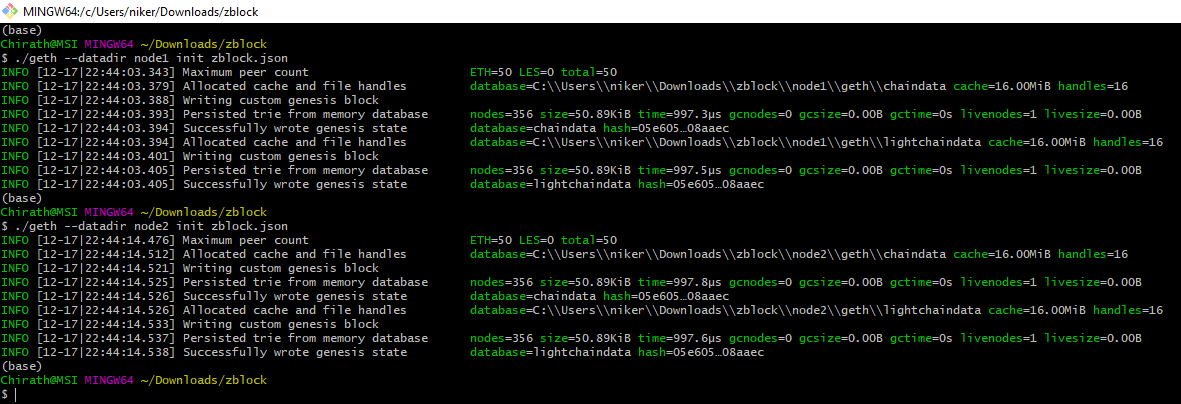 MINGW64:/c/Users/niker/Downloads/zblock
(base)
Chirath@MSI MINGW64 ~/Downloads/zblock
$ ./geth --datadir node1 init zblock.json
INFO [12-17|22:44:03.343] Maximum peer count ETH=50 LES=0 total=50
INFO [12-17|22:44:03.379] Allocated cache and file handles database=C:\\Users\\niker\\Downloads\\zblock\\node1\\geth\\chaindata cache=16.00MiB handles=16
INFO [12-17|22:44:03.388] Writing custom genesis block
INFO [12-17|22:44:03.393] Persisted trie from memory database nodes=356 size=50.89KiB time=997.3µs gcnodes=0 gcsize=0.00B gctime=0s livenodes=1 livesize=0.00B
INFO [12-17|22:44:03.394] Successfully wrote genesis state database=chaindata hash=05e605…08aaec
INFO [12-17|22:44:03.394] Allocated cache and file handles database=C:\\Users\\niker\\Downloads\\zblock\\node1\\geth\\lightchaindata cache=16.00MiB handles=16
INFO [12-17|22:44:03.401] Writing custom genesis block
INFO [12-17|22:44:03.405] Persisted trie from memory database nodes=356 size=50.89KiB time=997.5µs gcnodes=0 gcsize=0.00B gctime=0s livenodes=1 livesize=0.00B
INFO [12-17|22:44:03.405] Successfully wrote genesis state database=lightchaindata hash=05e605…08aaec
(base)
Chirath@MSI MINGW64 ~/Downloads/zblock
$ ./geth --datadir node2 init zblock.json
INFO [12-17|22:44:14.476] Maximum peer count ETH=50 LES=0 total=50
INFO [12-17|22:44:14.512] Allocated cache and file handles database=C:\\Users\\niker\\Downloads\\zblock\\node2\\geth\\chaindata cache=16.00MiB handles=16
INFO [12-17|22:44:14.521] Writing custom genesis block
INFO [12-17|22:44:14.525] Persisted trie from memory database nodes=356 size=50.89KiB time=997.8µs gcnodes=0 gcsize=0.00B gctime=0s livenodes=1 livesize=0.00B
INFO [12-17|22:44:14.526] Successfully wrote genesis state database=chaindata hash=05e605…08aaec
INFO [12-17|22:44:14.526] Allocated cache and file handles database=C:\\Users\\niker\\Downloads\\zblock\\node2\\geth\\lightchaindata cache=16.00MiB handles=16
INFO [12-17|22:44:14.533] Writing custom genesis block
INFO [12-17|22:44:14.537] Persisted trie from memory database nodes=356 size=50.89KiB time=997.6µs gcnodes=0 gcsize=0.00B gctime=0s livenodes=1 livesize=0.00B
INFO [12-17|22:44:14.538] Successfully wrote genesis state database=lightchaindata hash=05e605…08aaec
(base)
Chirath@MSI MINGW64 ~/Downloads/zblock
$